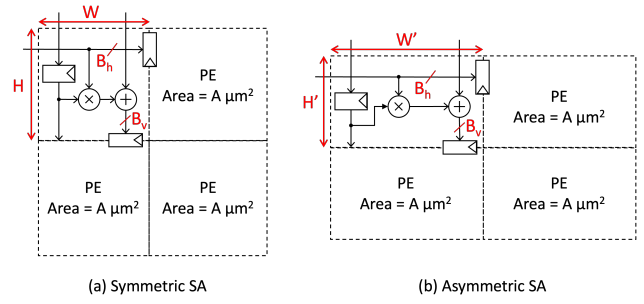 W
H
B_h
B_v
×
+
PE
Area = A μm²
PE
Area = A μm²
PE
Area = A μm²
(a) Symmetric SA
W'
H'
B_h
B_v
×
+
PE
Area = A μm²
PE
Area = A μm²
PE
Area = A μm²
(b) Asymmetric SA